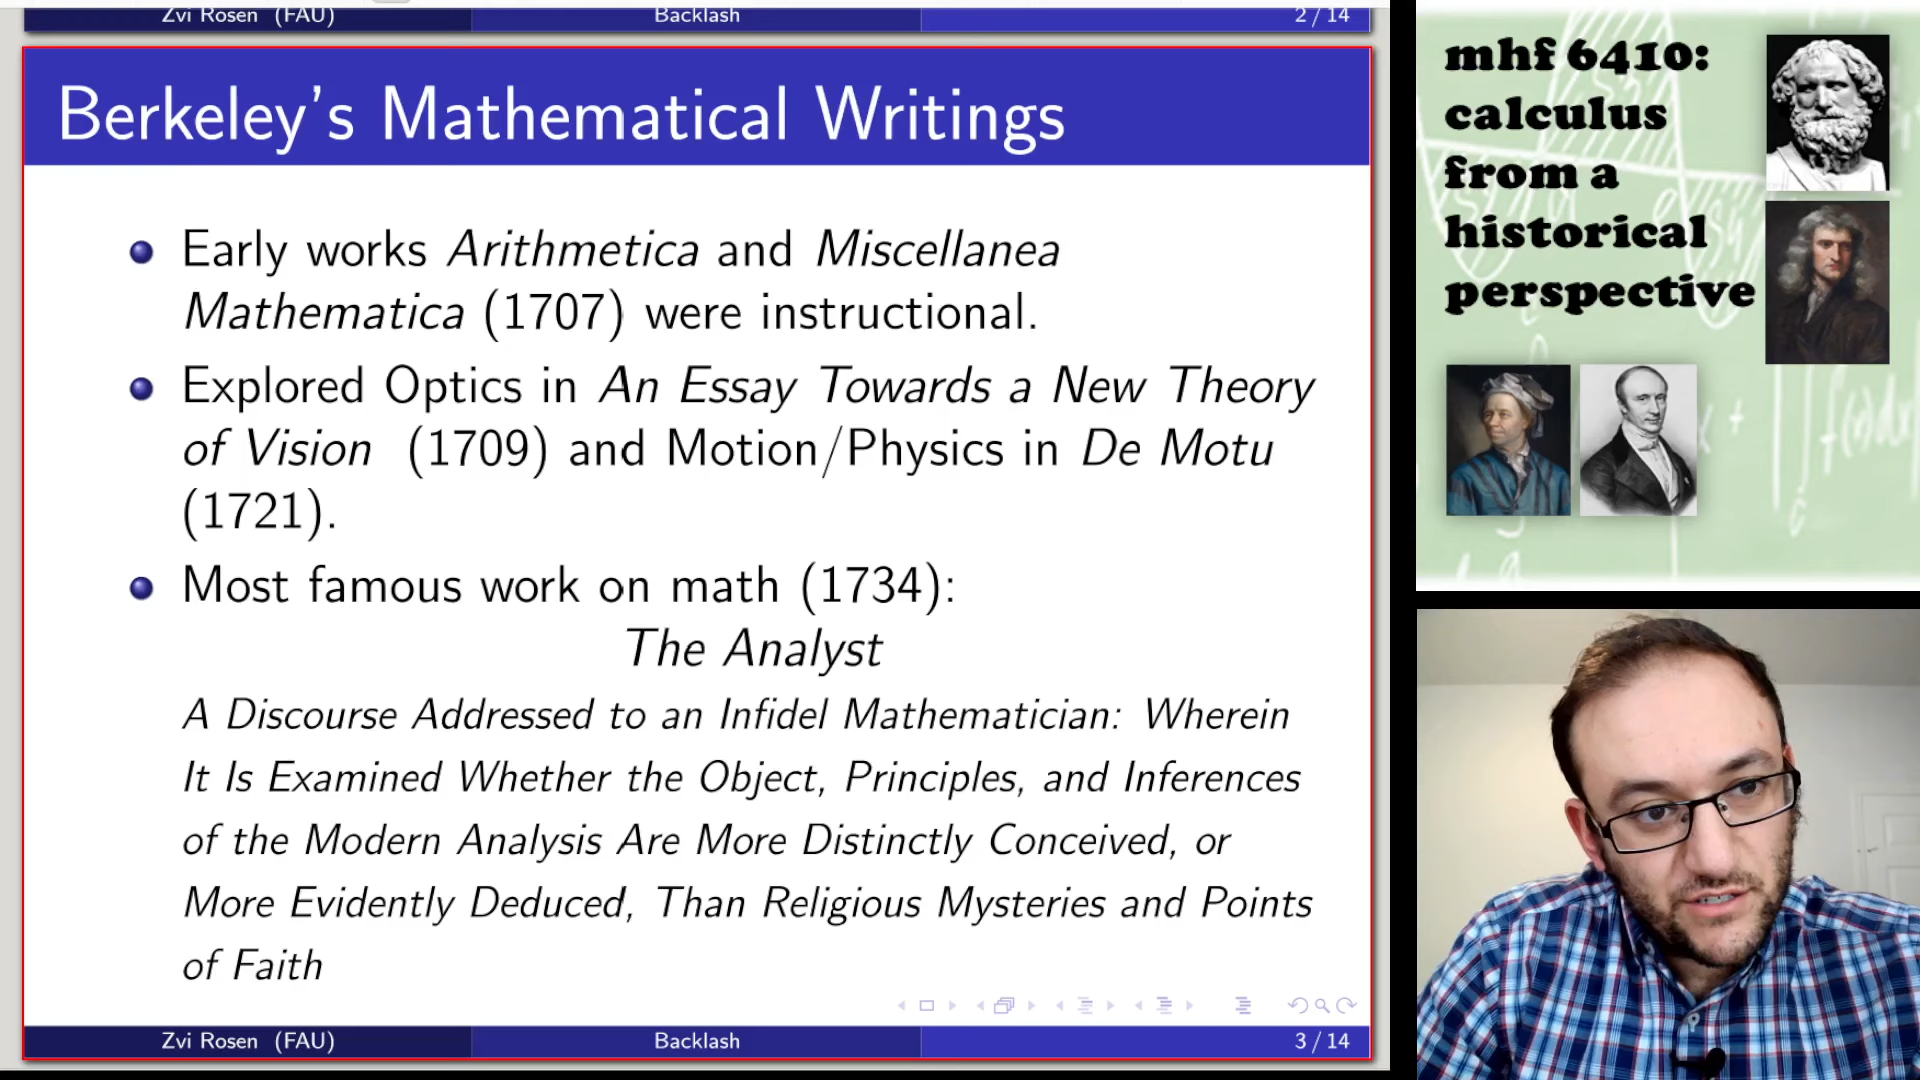 Zvi Rosen (FAU) Backlash 2 / 14
Berkeley's Mathematical Writings
Early works Arithmetica and Miscellanea
Mathematica (1707) were instructional.
Explored Optics in An Essay Towards a New Theory
of Vision (1709) and Motion/Physics in De Motu
(1721).
Most famous work on math (1734):
The Analyst
A Discourse Addressed to an Infidel Mathematician: Wherein
It Is Examined Whether the Object, Principles, and Inferences
of the Modern Analysis Are More Distinctly Conceived, or
More Evidently Deduced, Than Religious Mysteries and Points
of Faith
Zvi Rosen (FAU) Backlash 3 / 14
mhf 6410:
calculus
from a
historical
perspective